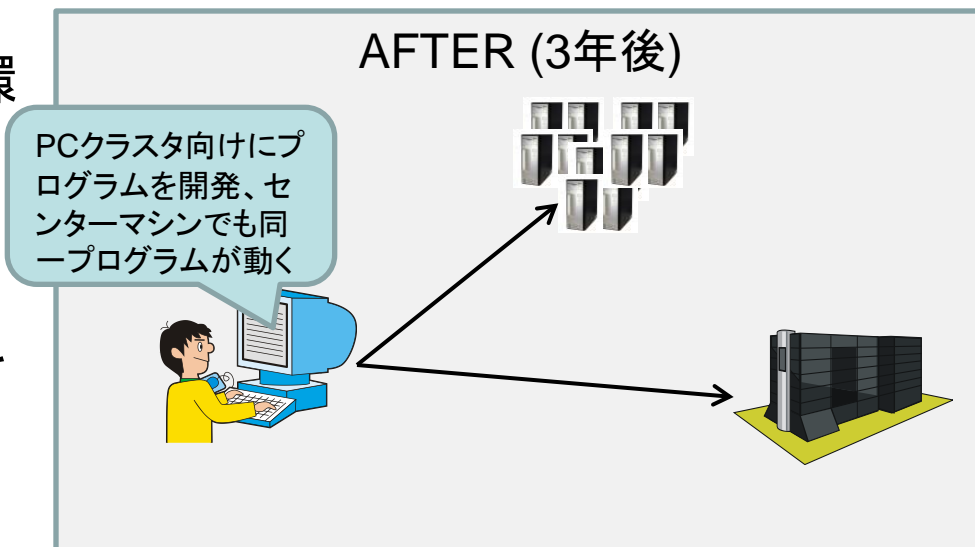 AFTER (3年後)
環
PCクラスタ向けにプ
ログラムを開発、セ
ンターマシンでも同
一プログラムが動く